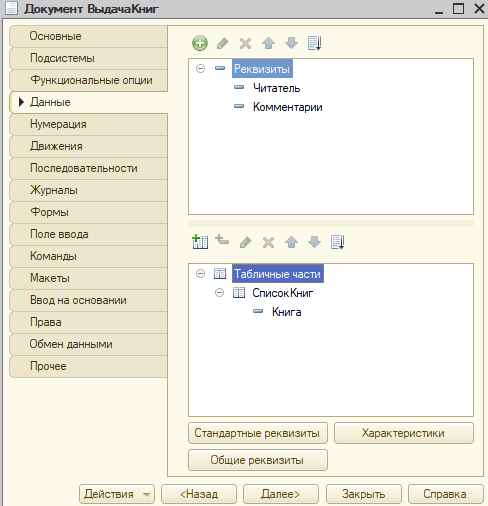 Документ ВыдачаКниг
Основные
Подсистемы
Функциональные опции
Данные
Нумерация
Движения
Последовательности
Журналы
Формы
Поле ввода
Команды
Макеты
Ввод на основании
Права
Обмен данными
Прочее
Реквизиты
Читатель
Комментарии
Табличные части
СписокКниг
Книга
Стандартные реквизиты
Характеристики
Общие реквизиты
Действия
<Назад
Далее>
Закрыть
Справка